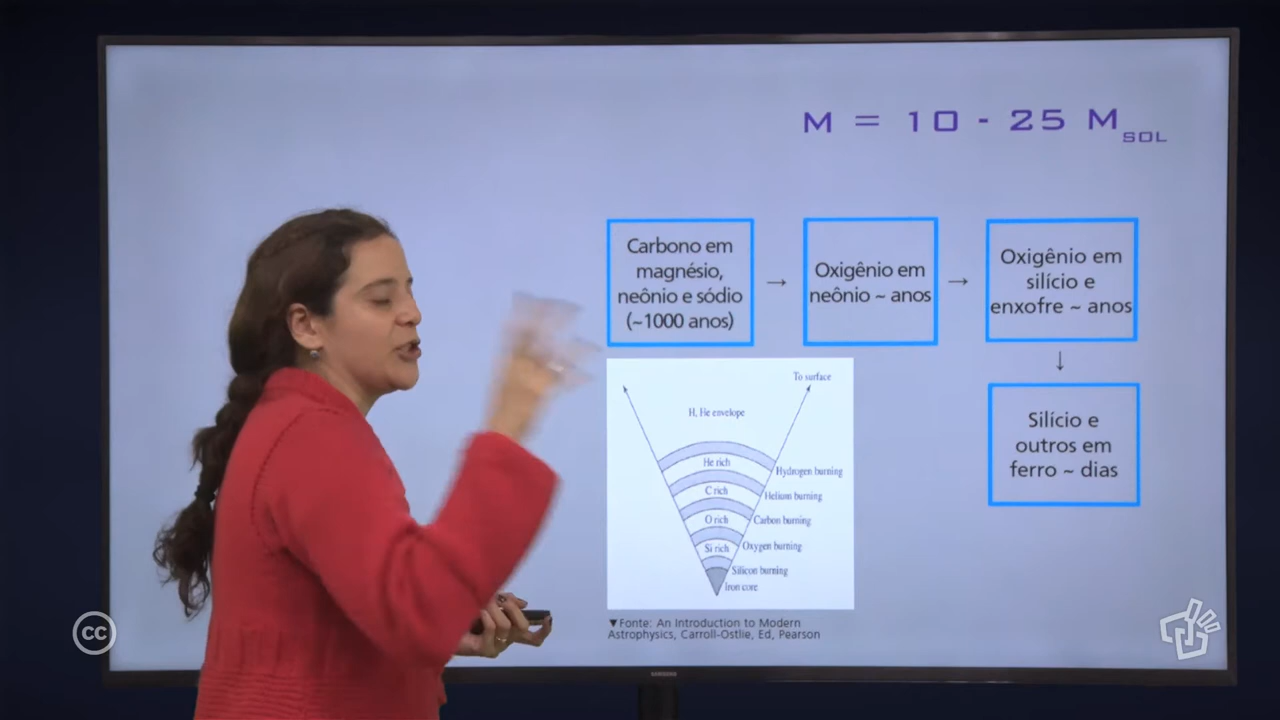 M = 10 - 25 M SOL
Carbono em
magnésio,
neônio e sódio
(~1000 anos)
→
Oxigênio em
neônio ~ anos
→
Oxigênio em
silício e
enxofre ~ anos
↓
Silício e
outros em
ferro ~ dias
To surface
H, He envelope
He rich
Hydrogen burning
C rich
Helium burning
O rich
Carbon burning
Si rich
Oxygen burning
Silicon burning
Iron core
▼Fonte: An Introduction to Modern
Astrophysics, Carroll-Ostlie, Ed, Pearson
SAMSUNG
cc